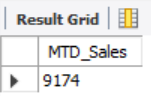 Result Grid
MTD_Sales
9174